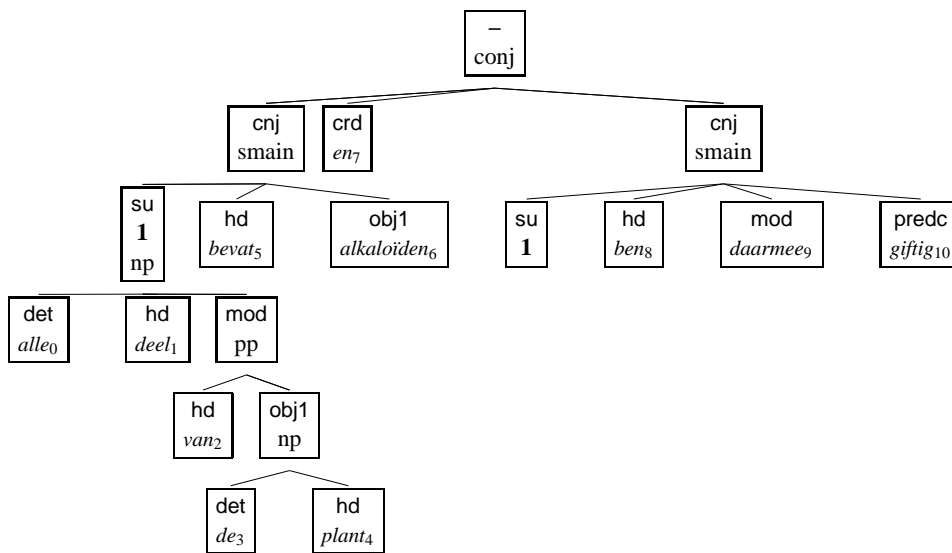 –
conj
cnj
smain
crd
en7
cnj
smain
su
1
np
hd
bevat5
obj1
alkaloïden6
su
1
hd
ben8
mod
daarmee9
predc
giftig10
det
alle0
hd
deel1
mod
pp
hd
van2
obj1
np
det
de3
hd
plant4